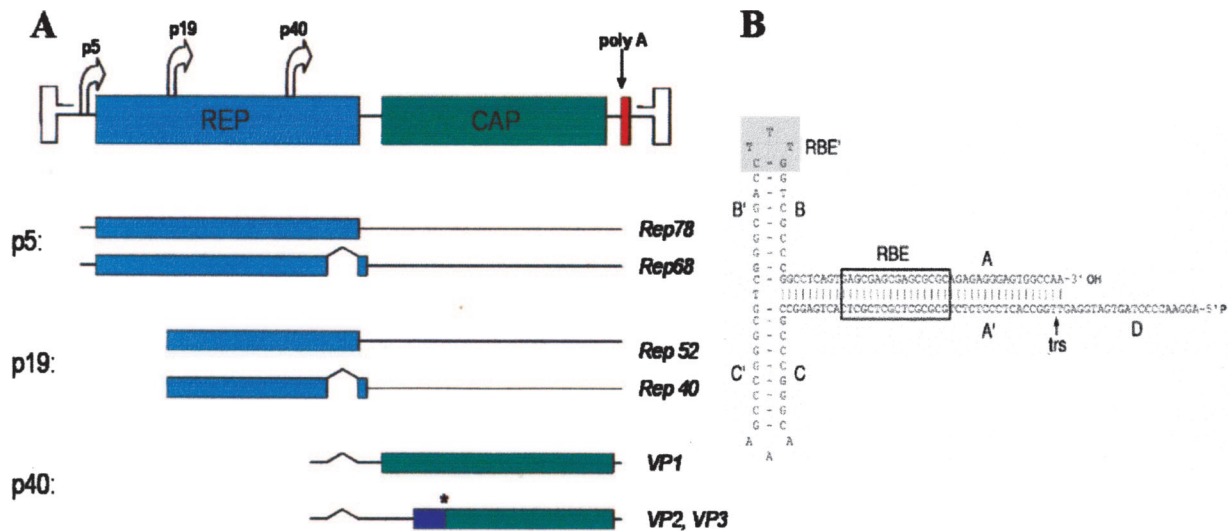 A
p5
p19
p40
poly A
REP
CAP
p5:
Rep78
Rep68
p19:
Rep 52
Rep 40
p40:
VP1
*
VP2, VP3
B
T
T T
RBE'
C - G
B' B
RBE
A
GGCCTCAGTGAGCGAGCGAGCGCGCAGAGAGGGAGTGGCCAA-3' OH
CCGGAGTCACTCGCTCGCTCGCGCGTCTCTCCCTCACCGGTTGAGGTAGTGATCCCCAAGGA-5'P
A'
trs
D
C' C
A A
A